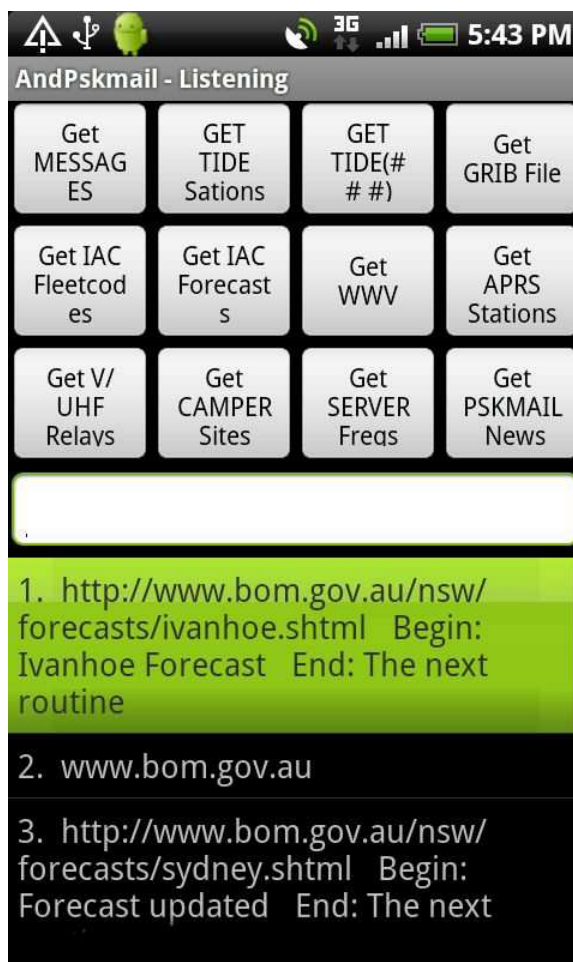 3G 5:43 PM
AndPskmail - Listening
Get
MESSAG
ES
GET
TIDE
Sations
GET
TIDE(#
# #)
Get
GRIB File
Get IAC
Fleetcod
es
Get IAC
Forecast
s
Get
WWV
Get
APRS
Stations
Get V/
UHF
Relays
Get
CAMPER
Sites
Get
SERVER
Freqs
Get
PSKMAIL
News
1. http://www.bom.gov.au/nsw/
forecasts/ivanhoe.shtml Begin:
Ivanhoe Forecast End: The next
routine
2. www.bom.gov.au
3. http://www.bom.gov.au/nsw/
forecasts/sydney.shtml Begin:
Forecast updated End: The next